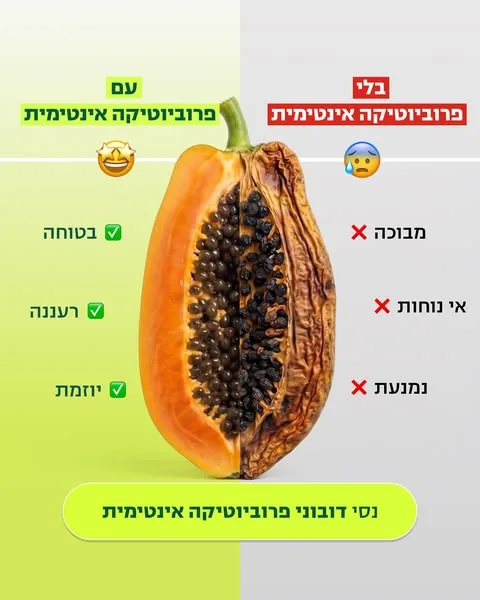 בלי
פרוביוטיקה אינטימית
עם
פרוביוטיקה אינטימית
מבוכה
אי נוחות
נמנעת
בטוחה
רעננה
יוזמת
נסי דובוני פרוביוטיקה אינטימית